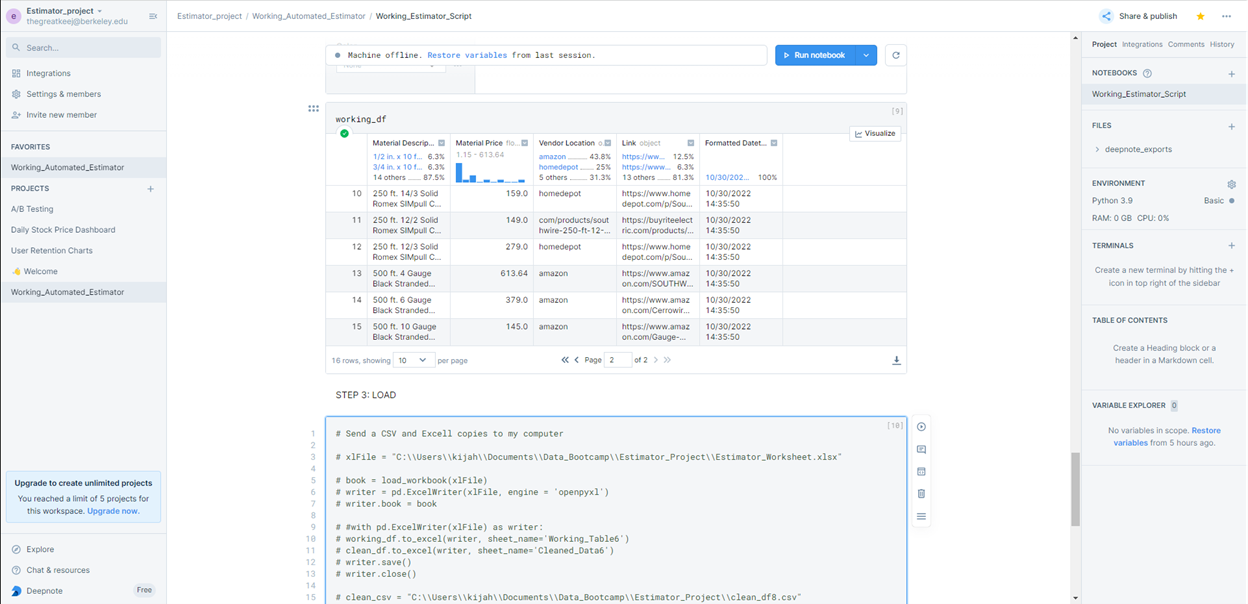 e
Estimator_project
thegreatkeej@berkeley.edu
Search...
Integrations
Settings & members
Invite new member
FAVORITES
Working_Automated_Estimator
PROJECTS
A/B Testing
Daily Stock Price Dashboard
User Retention Charts
Welcome
Working_Automated_Estimator
Upgrade to create unlimited projects
You reached a limit of 5 projects for
this workspace. Upgrade now.
Explore
Chat & resources
Deepnote Free
Estimator_project / Working_Automated_Estimator / Working_Estimator_Script
Share & publish
Machine offline. Restore variables from last session.
Run notebook
[9]
working_df
Visualize
Material Descrip... Material Price flo... Vendor Location o... Link object Formatted Datet...
1/2 in. x 10 f... 6.3% 1.15 - 613.64 amazon 43.8% https://ww... 12.5%
3/4 in. x 10 f... 6.3% homedepot 25% https://www... 6.3%
14 others 87.5% 5 others 31.3% 13 others 81.3% 10/30/202... 100%
10 250 ft. 14/3 Solid 159.0 homedepot https://www.home 10/30/2022
Romex SIMpull C... depot.com/p/Sou... 14:35:50
11 250 ft. 12/2 Solid 149.0 com/products/sout https://buyriteelect 10/30/2022
Romex SIMpull C... hwire-250-ft-12-... ric.com/products/... 14:35:50
12 250 ft. 12/3 Solid 279.0 homedepot https://www.home 10/30/2022
Romex SIMpull C... depot.com/p/Sou... 14:35:50
13 500 ft. 4 Gauge 613.64 amazon https://www.amaz 10/30/2022
Black Stranded... on.com/SOUTHW... 14:35:50
14 500 ft. 6 Gauge 379.0 amazon https://www.amaz 10/30/2022
Black Stranded... on.com/Cerrowir... 14:35:50
15 500 ft. 10 Gauge 145.0 amazon https://www.amaz 10/30/2022
Black Stranded... on.com/Gauge-... 14:35:50
16 rows, showing 10 per page Page 2 of 2
STEP 3: LOAD
[10]
1 # Send a CSV and Excell copies to my computer
2
3 # xlFile = "C:\\Users\\kijah\\Documents\\Data_Bootcamp\\Estimator_Project\\Estimator_Worksheet.xlsx"
4
5 # book = load_workbook(xlFile)
6 # writer = pd.ExcelWriter(xlFile, engine = 'openpyxl')
7 # writer.book = book
8
9 # #with pd.ExcelWriter(xlFile) as writer:
10 # working_df.to_excel(writer, sheet_name='Working_Table6')
11 # clean_df.to_excel(writer, sheet_name='Cleaned_Data6')
12 # writer.save()
13 # writer.close()
14
15 # clean_csv = "C:\\Users\\kijah\\Documents\\Data_Bootcamp\\Estimator_Project\\clean_df8.csv"
Project Integrations Comments History
NOTEBOOKS
Working_Estimator_Script
FILES
deepnote_exports
ENVIRONMENT
Python 3.9 Basic
RAM: 0 GB CPU: 0%
TERMINALS
Create a new terminal by hitting the +
icon in top right of the sidebar
TABLE OF CONTENTS
Create a Heading block or a
header in a Markdown cell.
VARIABLE EXPLORER 0
No variables in scope. Restore
variables from 5 hours ago.